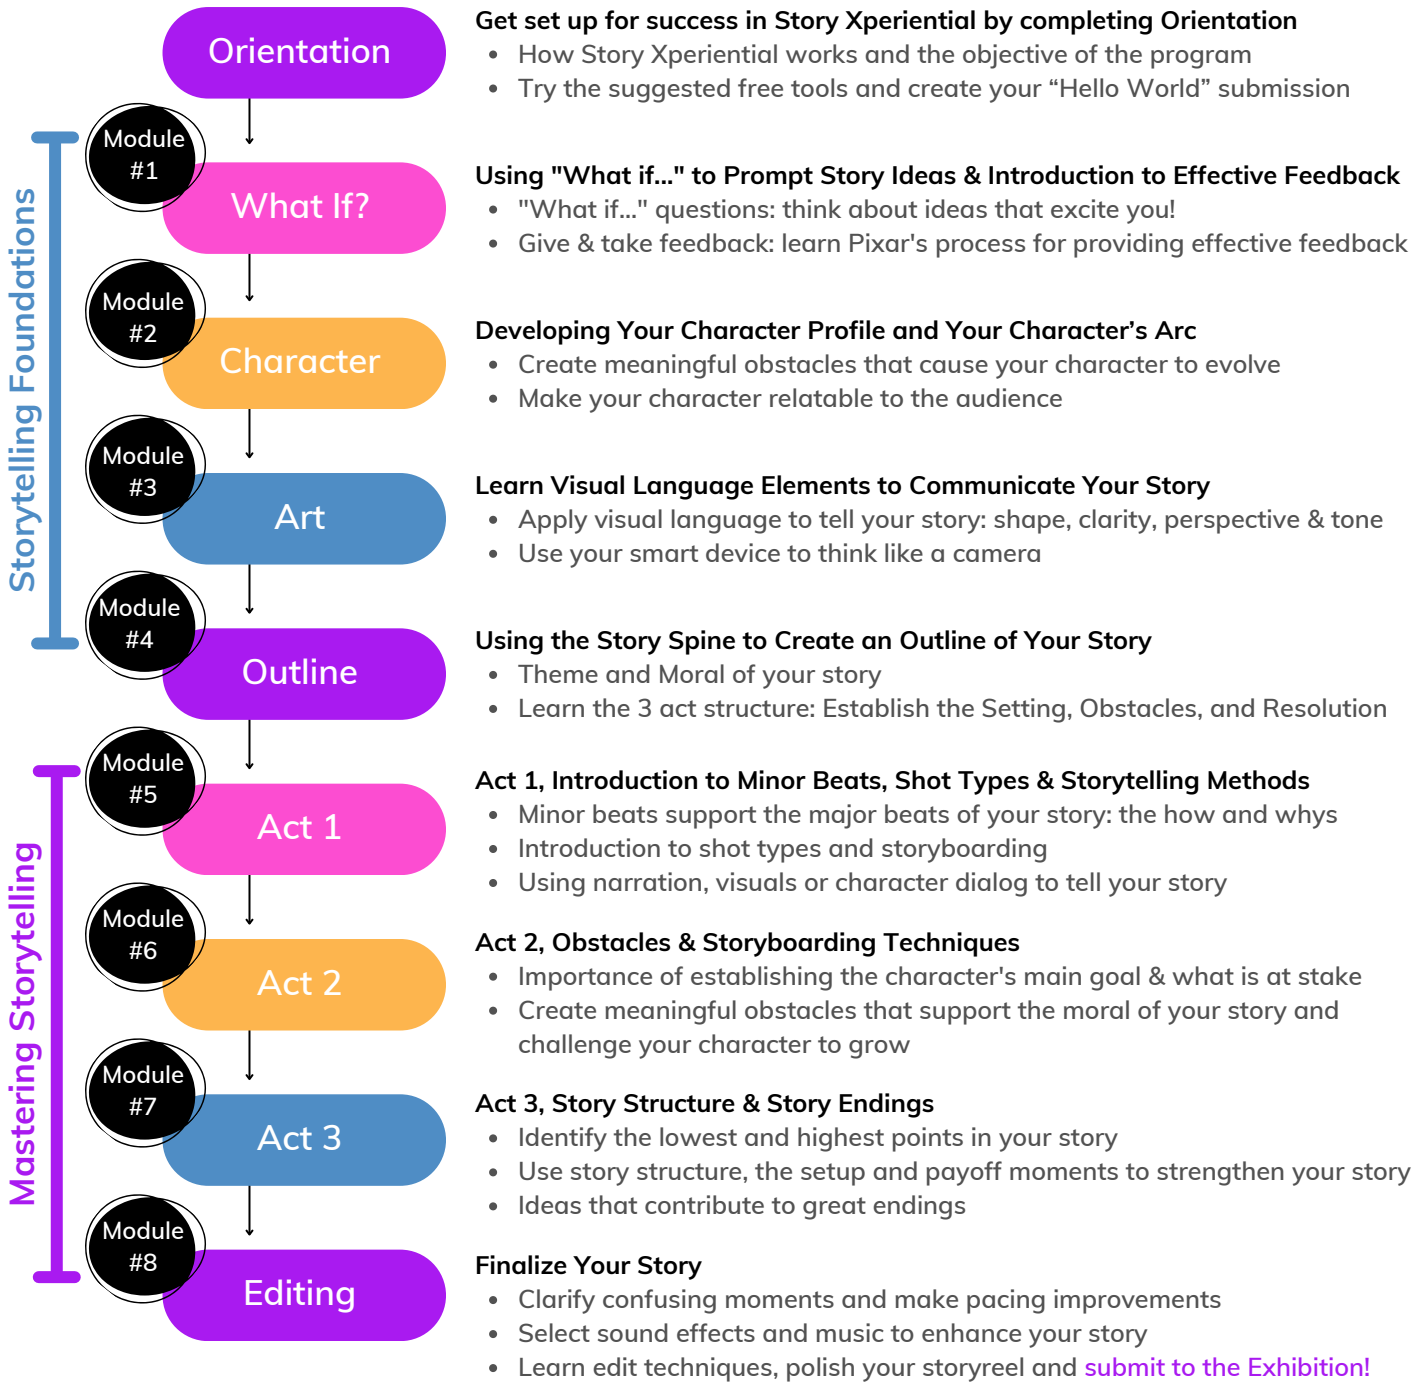 Orientation
Get set up for success in Story Xperiential by completing Orientation
• How Story Xperiential works and the objective of the program
• Try the suggested free tools and create your “Hello World” submission
Storytelling Foundations
Module
#1
What If?
Using "What if..." to Prompt Story Ideas & Introduction to Effective Feedback
• "What if..." questions: think about ideas that excite you!
• Give & take feedback: learn Pixar's process for providing effective feedback
Module
#2
Character
Developing Your Character Profile and Your Character’s Arc
• Create meaningful obstacles that cause your character to evolve
• Make your character relatable to the audience
Module
#3
Art
Learn Visual Language Elements to Communicate Your Story
• Apply visual language to tell your story: shape, clarity, perspective & tone
• Use your smart device to think like a camera
Module
#4
Outline
Using the Story Spine to Create an Outline of Your Story
• Theme and Moral of your story
• Learn the 3 act structure: Establish the Setting, Obstacles, and Resolution
Mastering Storytelling
Module
#5
Act 1
Act 1, Introduction to Minor Beats, Shot Types & Storytelling Methods
• Minor beats support the major beats of your story: the how and whys
• Introduction to shot types and storyboarding
• Using narration, visuals or character dialog to tell your story
Module
#6
Act 2
Act 2, Obstacles & Storyboarding Techniques
• Importance of establishing the character's main goal & what is at stake
• Create meaningful obstacles that support the moral of your story and
challenge your character to grow
Module
#7
Act 3
Act 3, Story Structure & Story Endings
• Identify the lowest and highest points in your story
• Use story structure, the setup and payoff moments to strengthen your story
• Ideas that contribute to great endings
Module
#8
Editing
Finalize Your Story
• Clarify confusing moments and make pacing improvements
• Select sound effects and music to enhance your story
• Learn edit techniques, polish your storyreel and submit to the Exhibition!